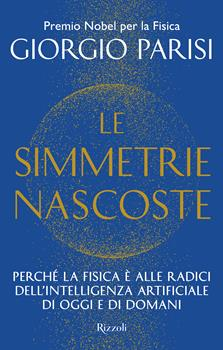 Premio Nobel per la Fisica
GIORGIO PARISI
LE
SIMMETRIE
NASCOSTE
PERCHÉ LA FISICA È ALLE RADICI
DELL'INTELLIGENZA ARTIFICIALE
DI OGGI E DI DOMANI
Rizzoli